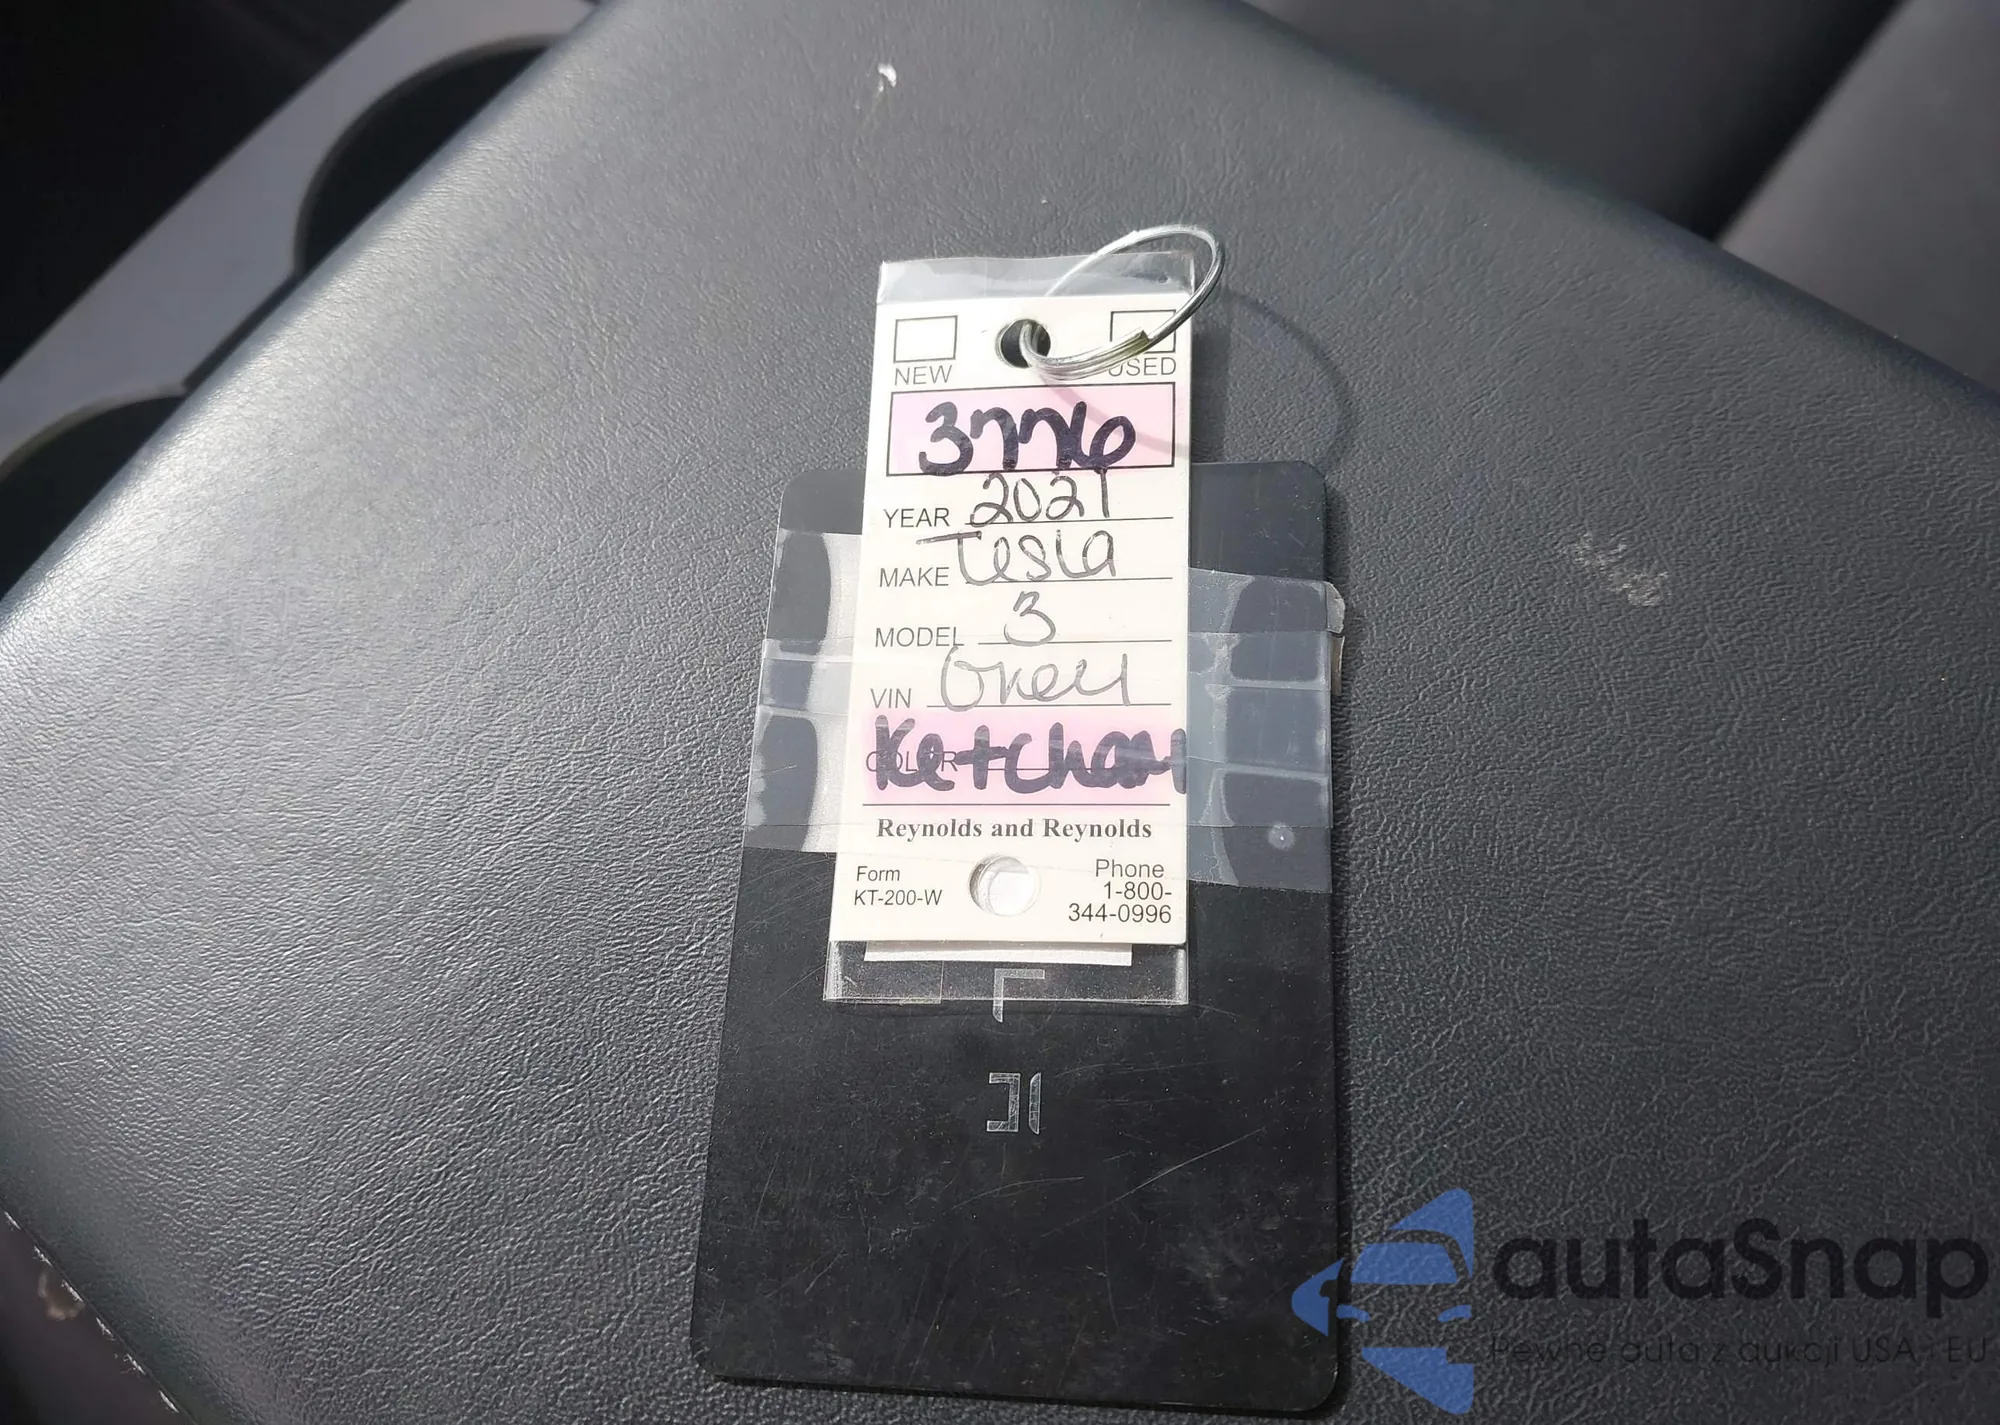 NEW USED
3776
YEAR 2021
MAKE Tesla
MODEL 3
VIN Grey
COLOR Ketcham
Reynolds and Reynolds
Form Phone
KT-200-W 1-800-
344-0996
autaSnap
Pewne auta z aukcji USA i EU